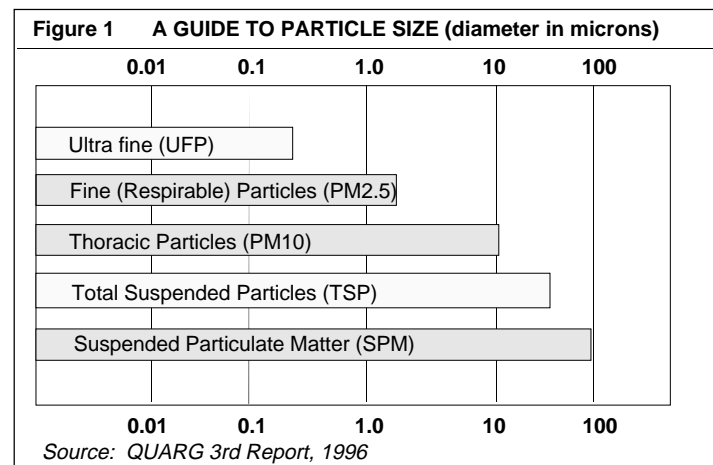 Figure 1 A GUIDE TO PARTICLE SIZE (diameter in microns)
0.01 0.1 1.0 10 100
Ultra fine (UFP)
Fine (Respirable) Particles (PM2.5)
Thoracic Particles (PM10)
Total Suspended Particles (TSP)
Suspended Particulate Matter (SPM)
0.01 0.1 1.0 10 100
Source: QUARG 3rd Report, 1996